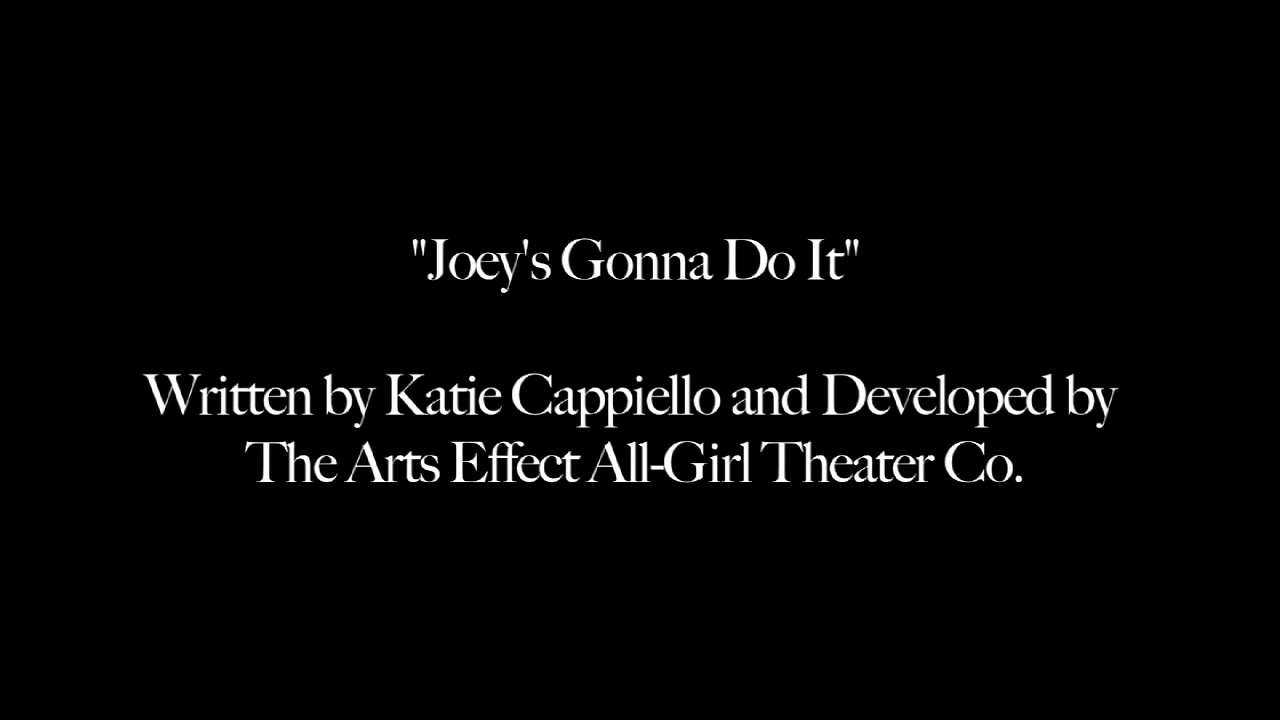 "Joey's Gonna Do It"
Written by Katie Cappiello and Developed by
The Arts Effect All-Girl Theater Co.